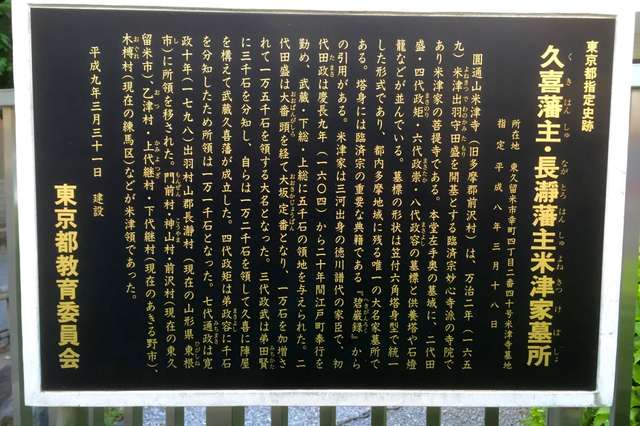 東京都指定史跡
久喜藩主・長瀞藩主米津家墓所
くきはんしゅ ながとろはんしゅよねきつけぼしょ
所在地 東久留米市幸町四丁目二番四十号米津寺墓地
指定 平成八年三月十八日
圓通山米津寺（旧多摩郡前沢村）は、万治二年（一六五
九）米津出羽守田盛を開基とする臨済宗妙心寺派の寺院で
あり米津家の菩提寺である。本堂左手奥の墓域に、二代田
盛・四代政矩・六代政崇・八代政容の墓標と供養塔や石燈
籠などが並んでいる。墓標の形状は笠付六角塔身型で統一
した形式であり、都内多摩地域に残る唯一の大名家墓所で
ある。塔身には臨済宗の重要な典籍である『碧巌録』から
の引用がある。米津家は三河出身の徳川譜代の家臣で、初
代田政は慶長九年（一六〇四）から二十年間江戸町奉行を
勤め、武蔵、下総・上総に五千石の領地を与えられた。二
代田盛は大番頭を経て大坂定番となり、一万石を加増さ
れて一万五千石を領する大名となった。三代政武は弟田賢
に三千石を分知し、自らは一万二千石を領して久喜に陣屋
を構えて武蔵久喜藩が成立した。四代政矩は弟政容に千石
を分知したため所領は一万一千石となった。七代通政は寛
政十年（一七九八）出羽村山郡長瀞村（現在の山形県東根
市）に所領を移された。門前村・神山村・前沢村（現在の東久
留米市）、乙津村・上代継村・下代継村（現在のあきる野市）、
木榑村（現在の練馬区）などが米津領であった。
平成九年三月三十一日 建設
東京都教育委員会